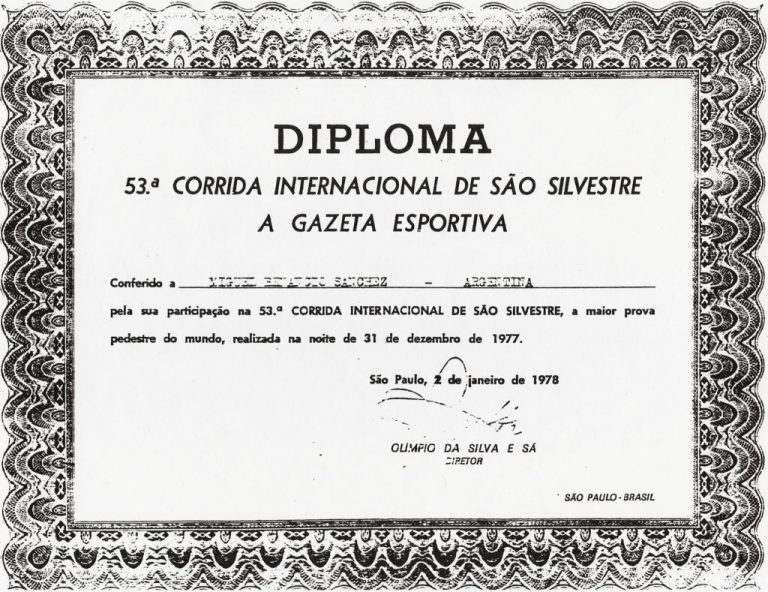 DIPLOMA
53.ª CORRIDA INTERNACIONAL DE SÃO SILVESTRE
A GAZETA ESPORTIVA
Conferido a MIGUEL BENANCIO SANCHEZ - ARGENTINA
pela sua participação na 53.ª CORRIDA INTERNACIONAL DE SÃO SILVESTRE, a maior prova
pedestre do mundo, realizada na noite de 31 de dezembro de 1977.
São Paulo, 2 de janeiro de 1978
OLIMPIO DA SILVA E SÁ
DIRETOR
SÃO PAULO - BRASIL